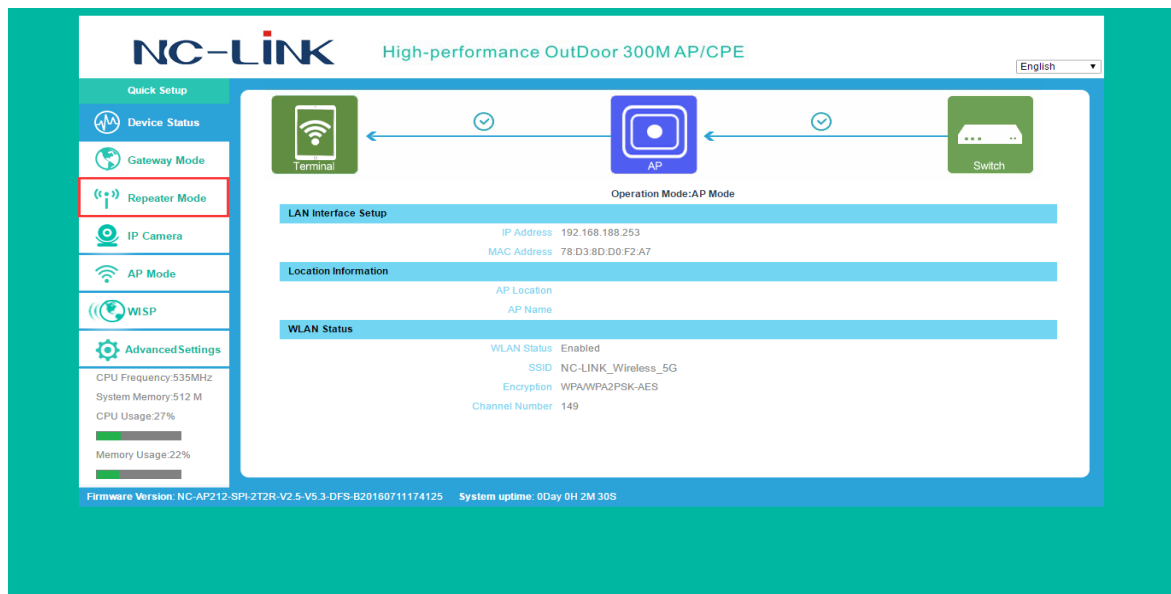 NC-LiNK
High-performance OutDoor 300M AP/CPE
English
Quick Setup
Device Status
Gateway Mode
Repeater Mode
IP Camera
AP Mode
WISP
AdvancedSettings
CPU Frequency:535MHz
System Memory:512 M
CPU Usage:27%
Memory Usage:22%
Terminal
AP
Switch
Operation Mode:AP Mode
LAN Interface Setup
IP Address 192.168.188.253
MAC Address 78:D3:8D:D0:F2:A7
Location Information
AP Location
AP Name
WLAN Status
WLAN Status Enabled
SSID NC-LINK_Wireless_5G
Encryption WPA/WPA2PSK-AES
Channel Number 149
Firmware Version: NC-AP212-SPI-2T2R-V2.5-V5.3-DFS-B20160711174125 System uptime: 0Day 0H 2M 30S